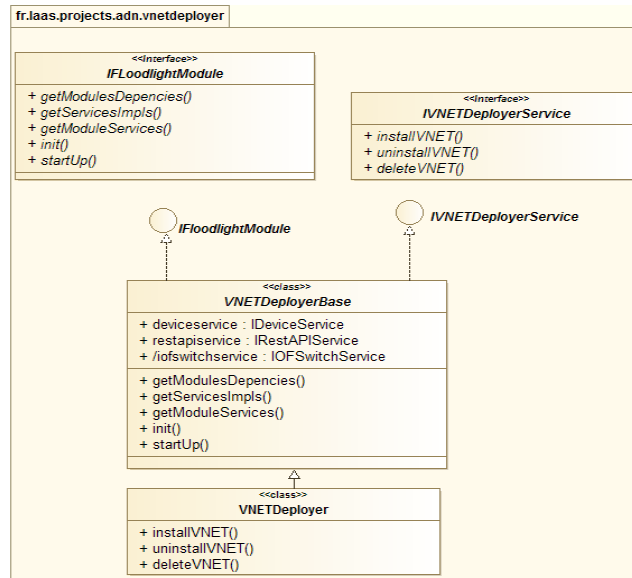 fr.laas.projects.adn.vnetdeployer
<<Interface>>
IFLoodlightModule
+ getModulesDepencies()
+ getServicesImpls()
+ getModuleServices()
+ init()
+ startUp()
<<Interface>>
IVNETDeployerService
+ installVNET()
+ uninstallVNET()
+ deleteVNET()
IFloodlightModule
IVNETDeployerService
<<class>>
VNETDeployerBase
+ deviceservice : IDeviceService
+ restapiservice : IRestAPIService
+ /iofswitchservice : IOFSwitchService
+ getModulesDepencies()
+ getServicesImpls()
+ getModuleServices()
+ init()
+ startUp()
<<class>>
VNETDeployer
+ installVNET()
+ uninstallVNET()
+ deleteVNET()